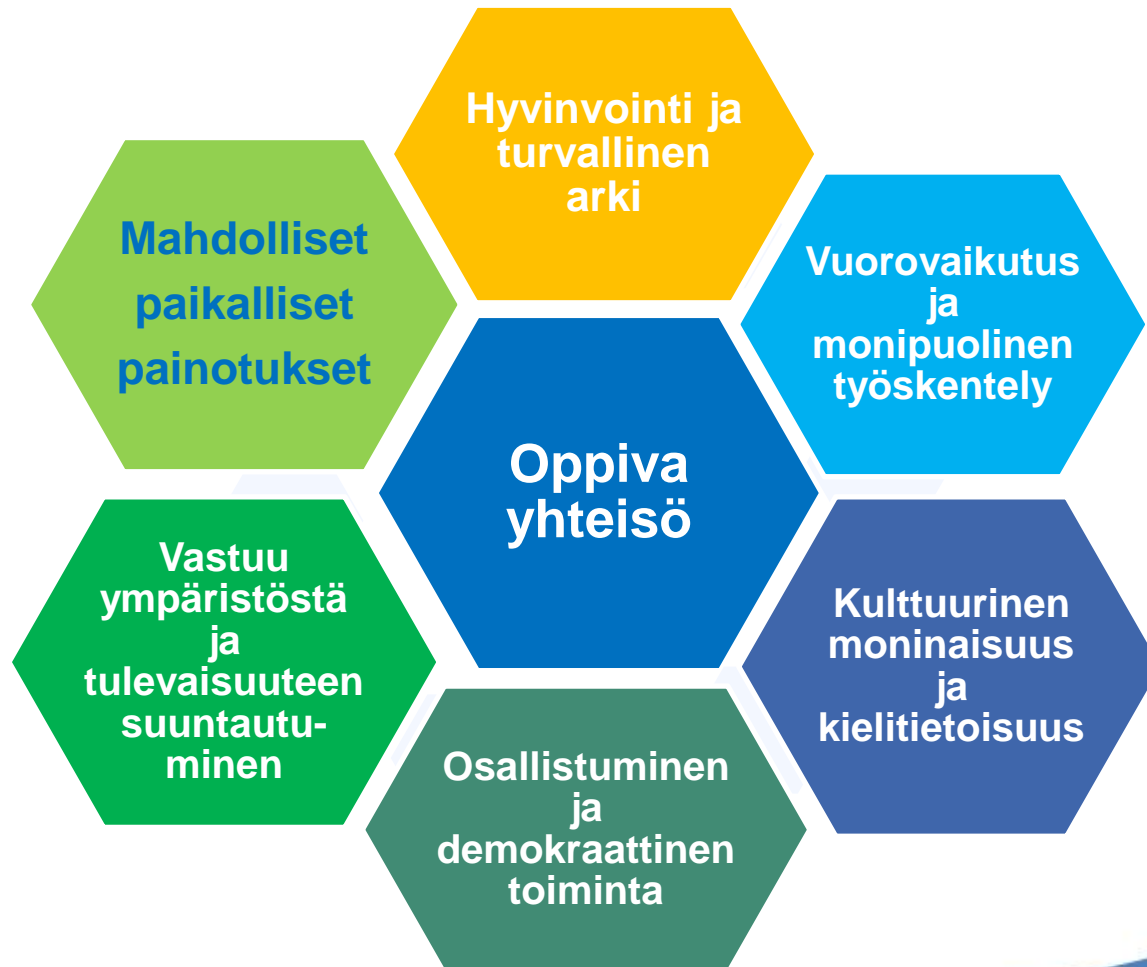 Hyvinvointi ja
turvallinen
arki
Mahdolliset
paikalliset
painotukset
Vuorovaikutus
ja
monipuolinen
työskentely
Oppiva
yhteisö
Vastuu
ympäristöstä
ja
tulevaisuuteen
suuntautu-
minen
Kulttuurinen
moninaisuus
ja
kielitietoisuus
Osallistuminen
ja
demokraattinen
toiminta